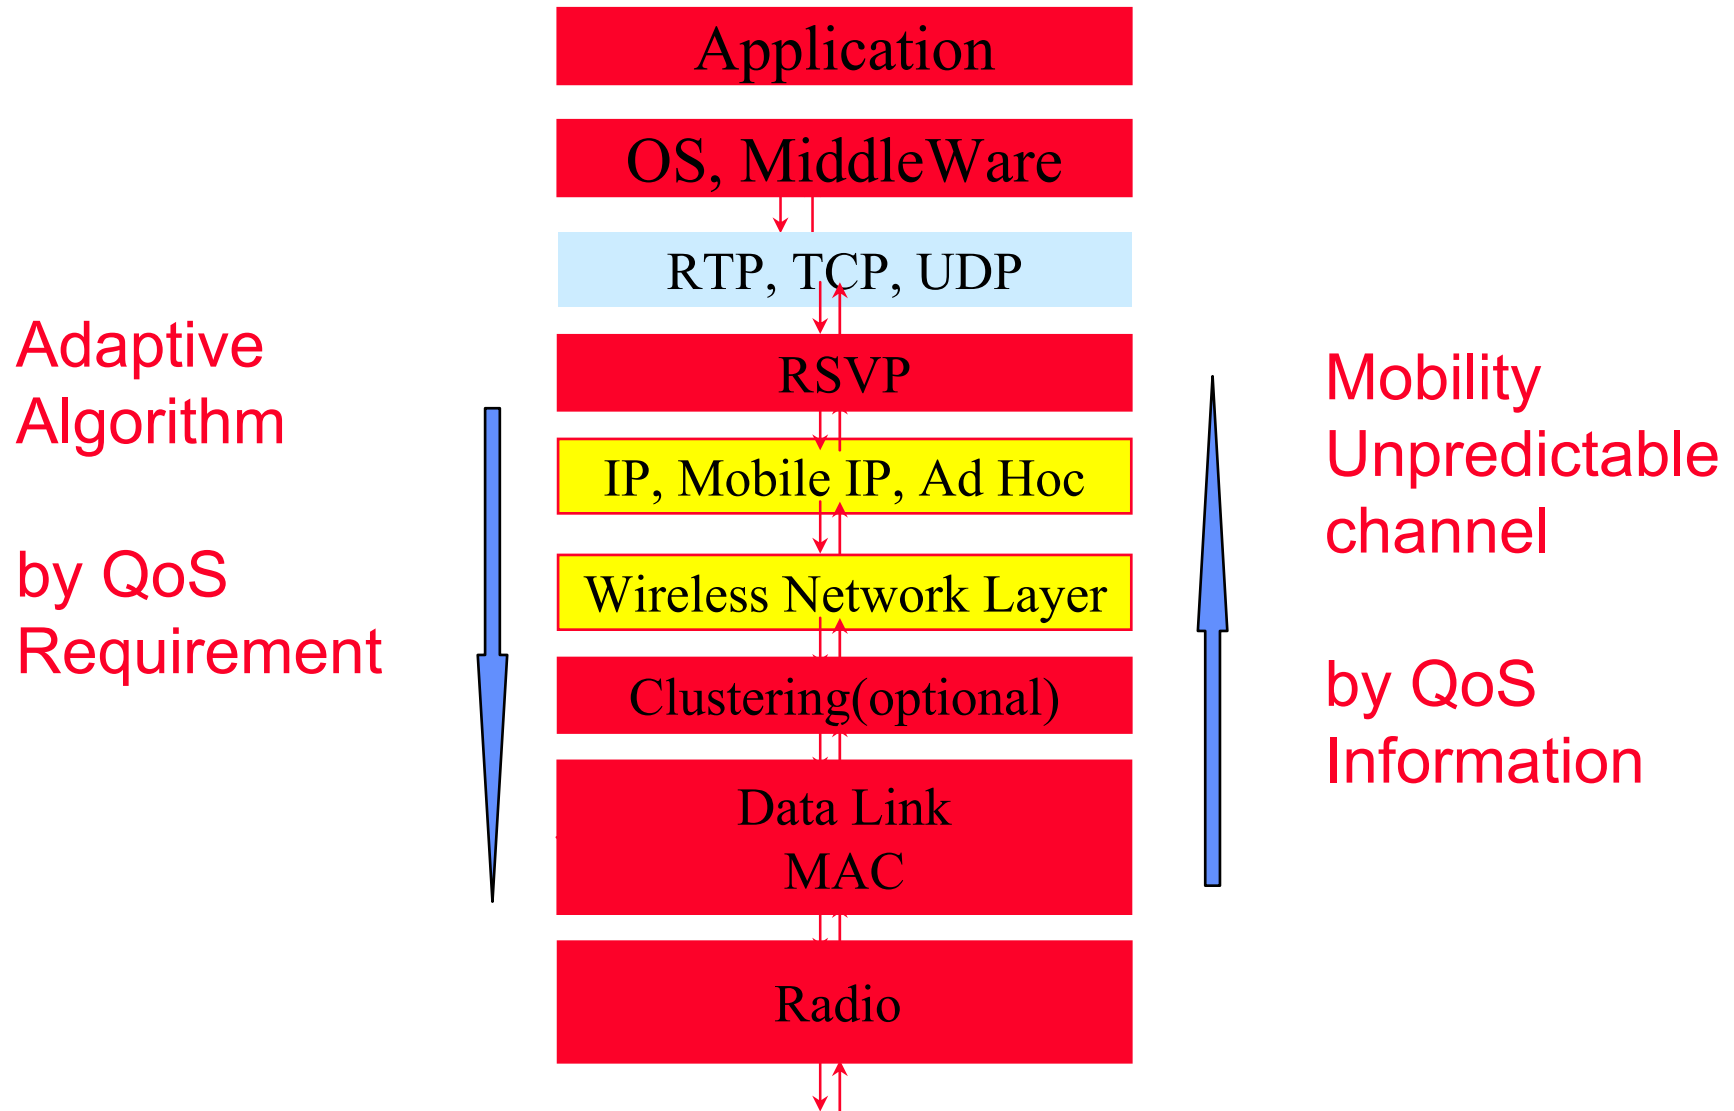 Application
OS, MiddleWare
RTP, TCP, UDP
RSVP
IP, Mobile IP, Ad Hoc
Wireless Network Layer
Clustering(optional)
Data Link
MAC
Radio
Adaptive
Algorithm
by QoS
Requirement
Mobility
Unpredictable
channel
by QoS
Information